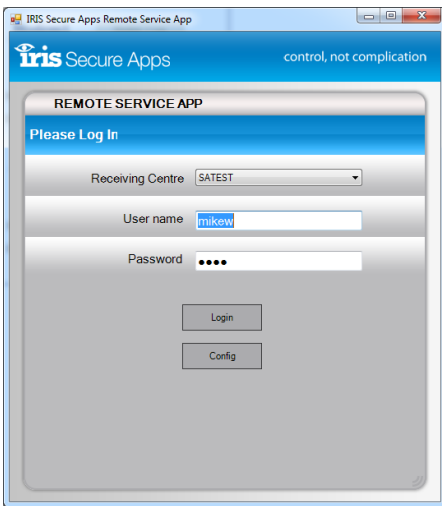 IRIS Secure Apps Remote Service App
iris Secure Apps
control, not complication
REMOTE SERVICE APP
Please Log In
Receiving Centre SATEST
User name mikew
Password ••••
Login
Config